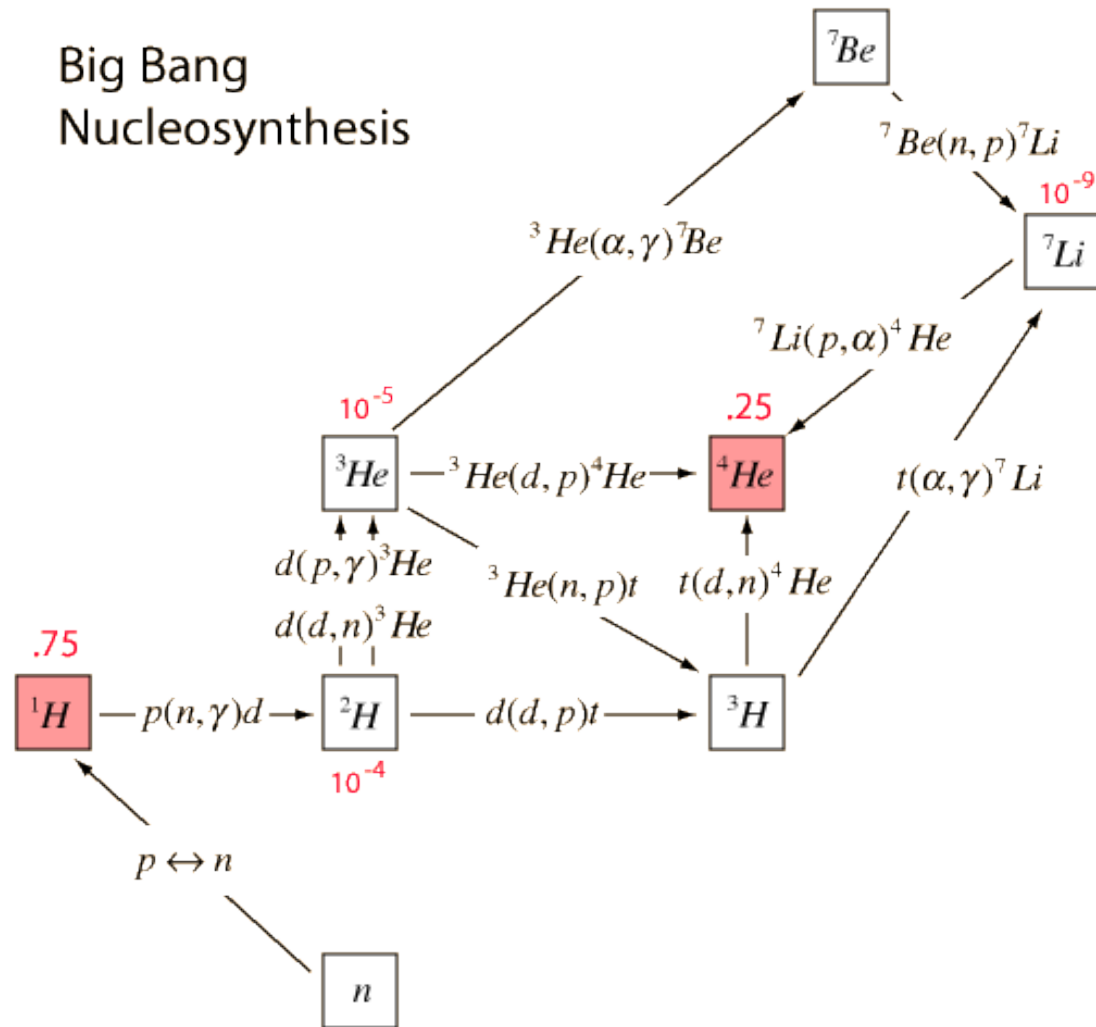 Big Bang
Nucleosynthesis
⁷Be
⁷Be(n, p)⁷Li
10⁻⁹
⁷Li
³He(α, γ)⁷Be
⁷Li(p,α)⁴He
10⁻⁵
.25
³He
³He(d, p)⁴He
⁴He
t(α,γ)⁷Li
d(p,γ)³He
³He(n, p)t
t(d,n)⁴He
d(d,n)³He
.75
¹H
p(n,γ)d
²H
d(d, p)t
³H
10⁻⁴
p ↔ n
n